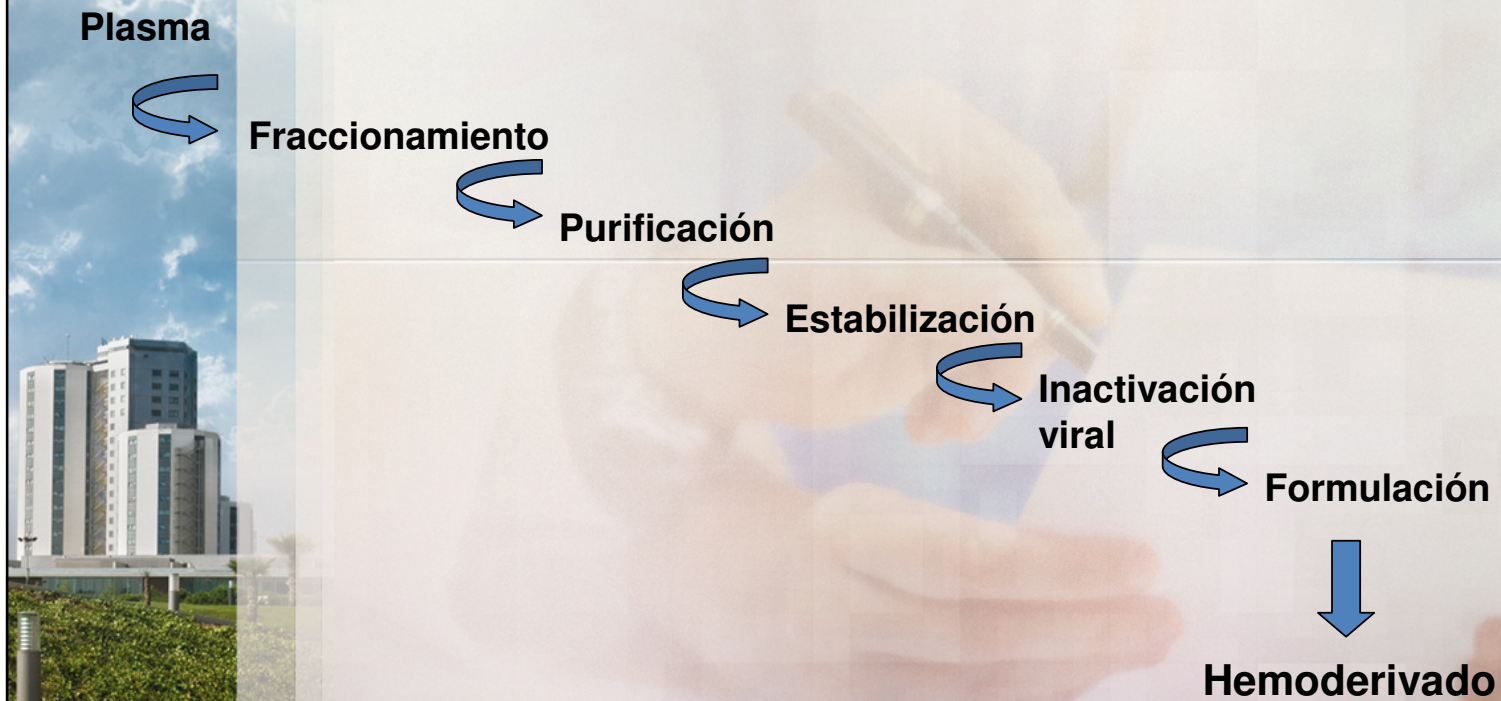 Plasma
Fraccionamiento
Purificación
Estabilización
Inactivación
viral
Formulación
Hemoderivado